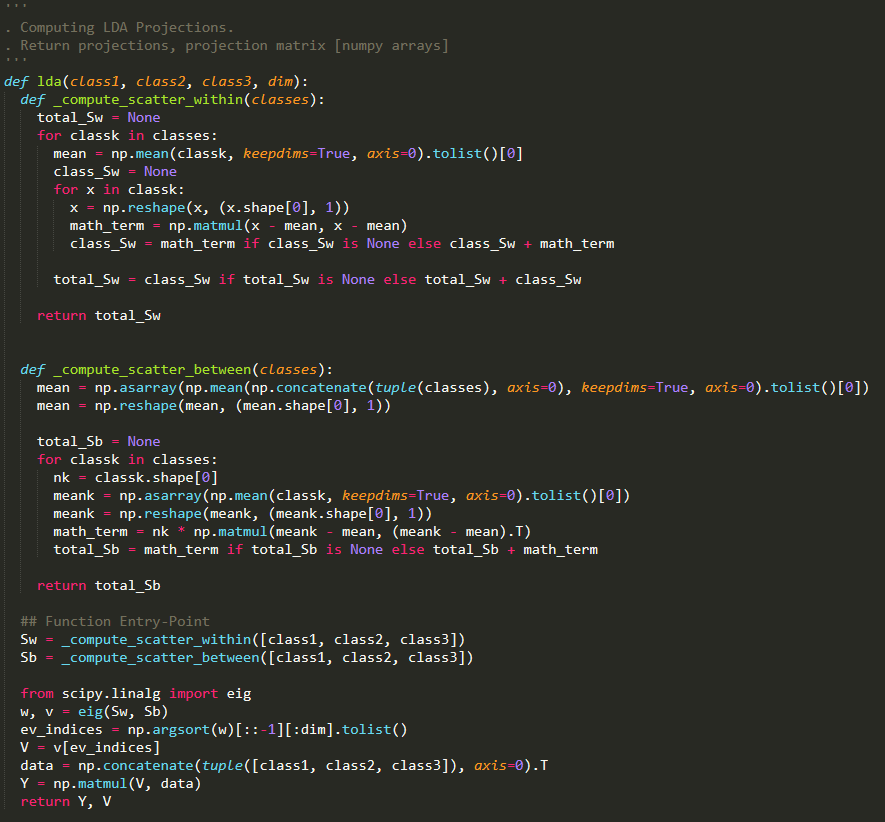 '''
. Computing LDA Projections.
. Return projections, projection matrix [numpy arrays]
'''
def lda(class1, class2, class3, dim):
  def _compute_scatter_within(classes):
    total_Sw = None
    for classk in classes:
      mean = np.mean(classk, keepdims=True, axis=0).tolist()[0]
      class_Sw = None
      for x in classk:
        x = np.reshape(x, (x.shape[0], 1))
        math_term = np.matmul(x - mean, x - mean)
        class_Sw = math_term if class_Sw is None else class_Sw + math_term

      total_Sw = class_Sw if total_Sw is None else total_Sw + class_Sw

    return total_Sw


  def _compute_scatter_between(classes):
    mean = np.asarray(np.mean(np.concatenate(tuple(classes), axis=0), keepdims=True, axis=0).tolist()[0])
    mean = np.reshape(mean, (mean.shape[0], 1))

    total_Sb = None
    for classk in classes:
      nk = classk.shape[0]
      meank = np.asarray(np.mean(classk, keepdims=True, axis=0).tolist()[0])
      meank = np.reshape(meank, (meank.shape[0], 1))
      math_term = nk * np.matmul(meank - mean, (meank - mean).T)
      total_Sb = math_term if total_Sb is None else total_Sb + math_term

    return total_Sb

  ## Function Entry-Point
  Sw = _compute_scatter_within([class1, class2, class3])
  Sb = _compute_scatter_between([class1, class2, class3])

  from scipy.linalg import eig
  w, v = eig(Sw, Sb)
  ev_indices = np.argsort(w)[::-1][:dim].tolist()
  V = v[ev_indices]
  data = np.concatenate(tuple([class1, class2, class3]), axis=0).T
  Y = np.matmul(V, data)
  return Y, V